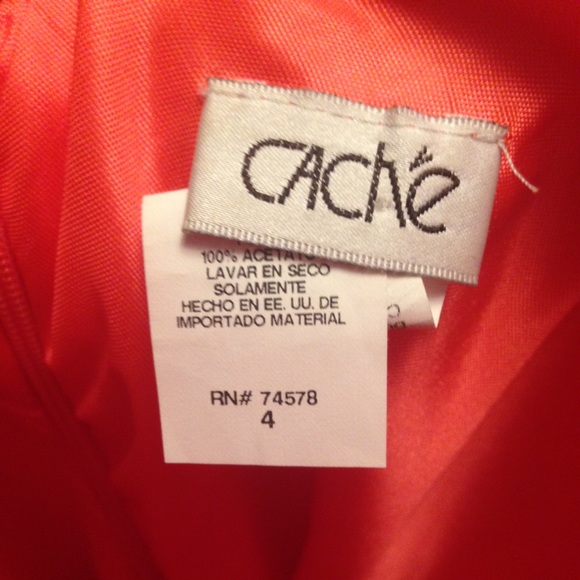 CAChé
100% ACETATO
LAVAR EN SECO
SOLAMENTE
HECHO EN EE. UU. DE
IMPORTADO MATERIAL
RN# 74578
4